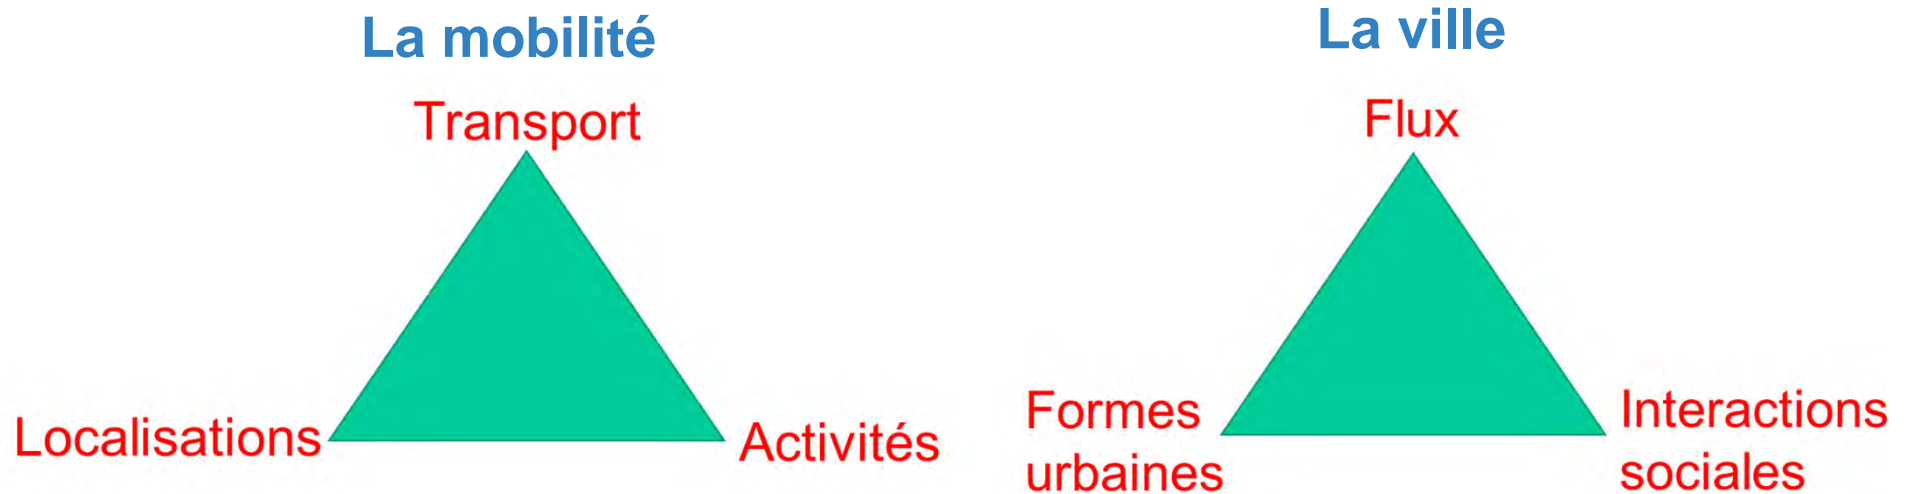 La mobilité
Transport
Localisations
Activités
La ville
Flux
Formes
urbaines
Interactions
sociales